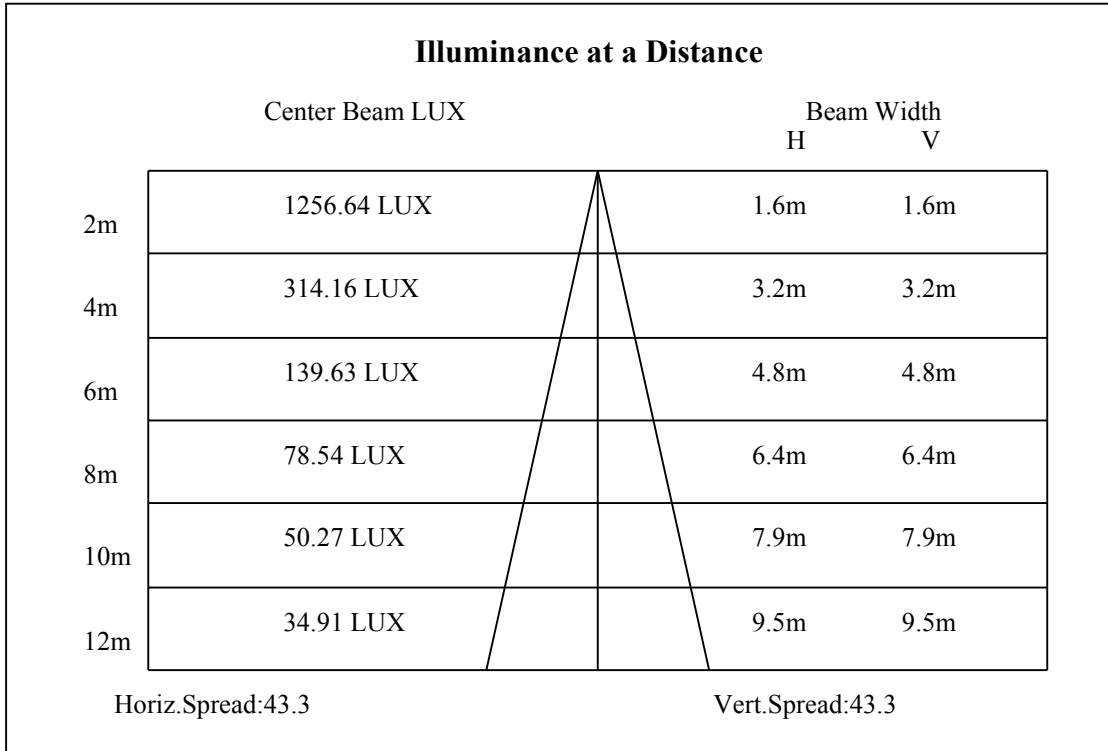 Illuminance at a Distance
Center Beam LUX Beam Width
H V
2m 1256.64 LUX 1.6m 1.6m
4m 314.16 LUX 3.2m 3.2m
6m 139.63 LUX 4.8m 4.8m
8m 78.54 LUX 6.4m 6.4m
10m 50.27 LUX 7.9m 7.9m
12m 34.91 LUX 9.5m 9.5m
Horiz.Spread:43.3 Vert.Spread:43.3